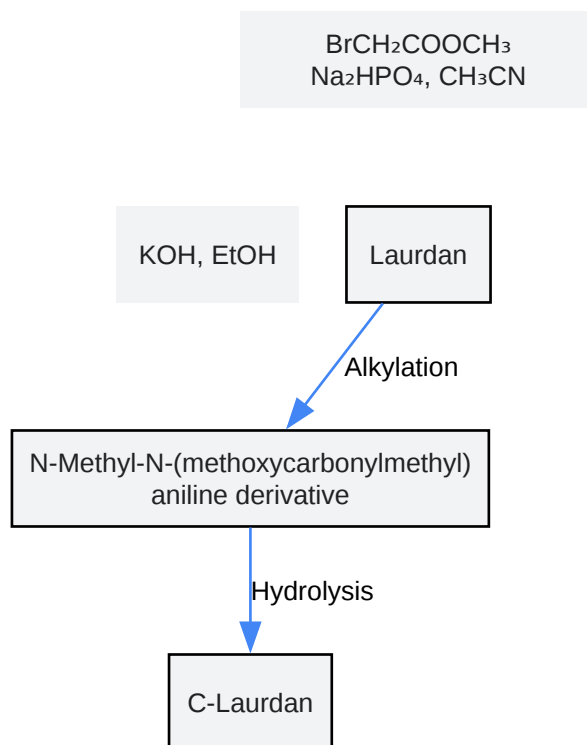 BrCH₂COOCH₃
Na₂HPO₄, CH₃CN
KOH, EtOH
Laurdan
Alkylation
N-Methyl-N-(methoxycarbonylmethyl)
aniline derivative
Hydrolysis
C-Laurdan